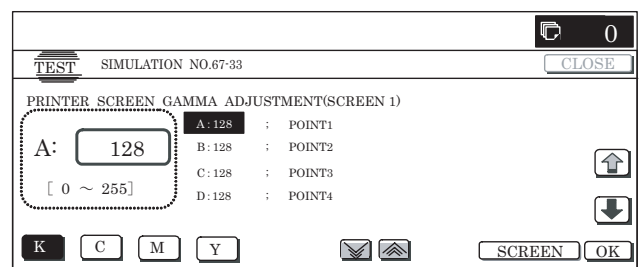 0
TEST SIMULATION NO.67-33 CLOSE
PRINTER SCREEN GAMMA ADJUSTMENT(SCREEN 1)
A: 128
[ 0 ～ 255]
A:128 ; POINT1
B:128 ; POINT2
C:128 ; POINT3
D:128 ; POINT4
K C M Y SCREEN OK